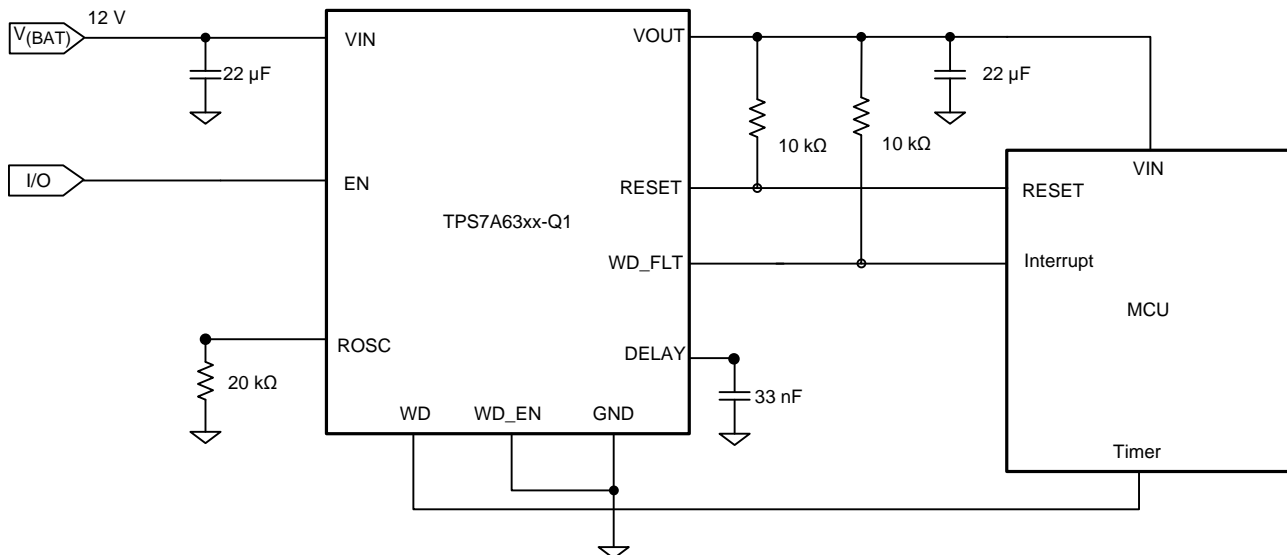 12 V
V(BAT)
VIN
VOUT
22 µF
22 µF
10 kΩ
10 kΩ
VIN
I/O
EN
RESET
RESET
TPS7A63xx-Q1
WD_FLT
Interrupt
MCU
ROSC
DELAY
20 kΩ
33 nF
WD
WD_EN
GND
Timer